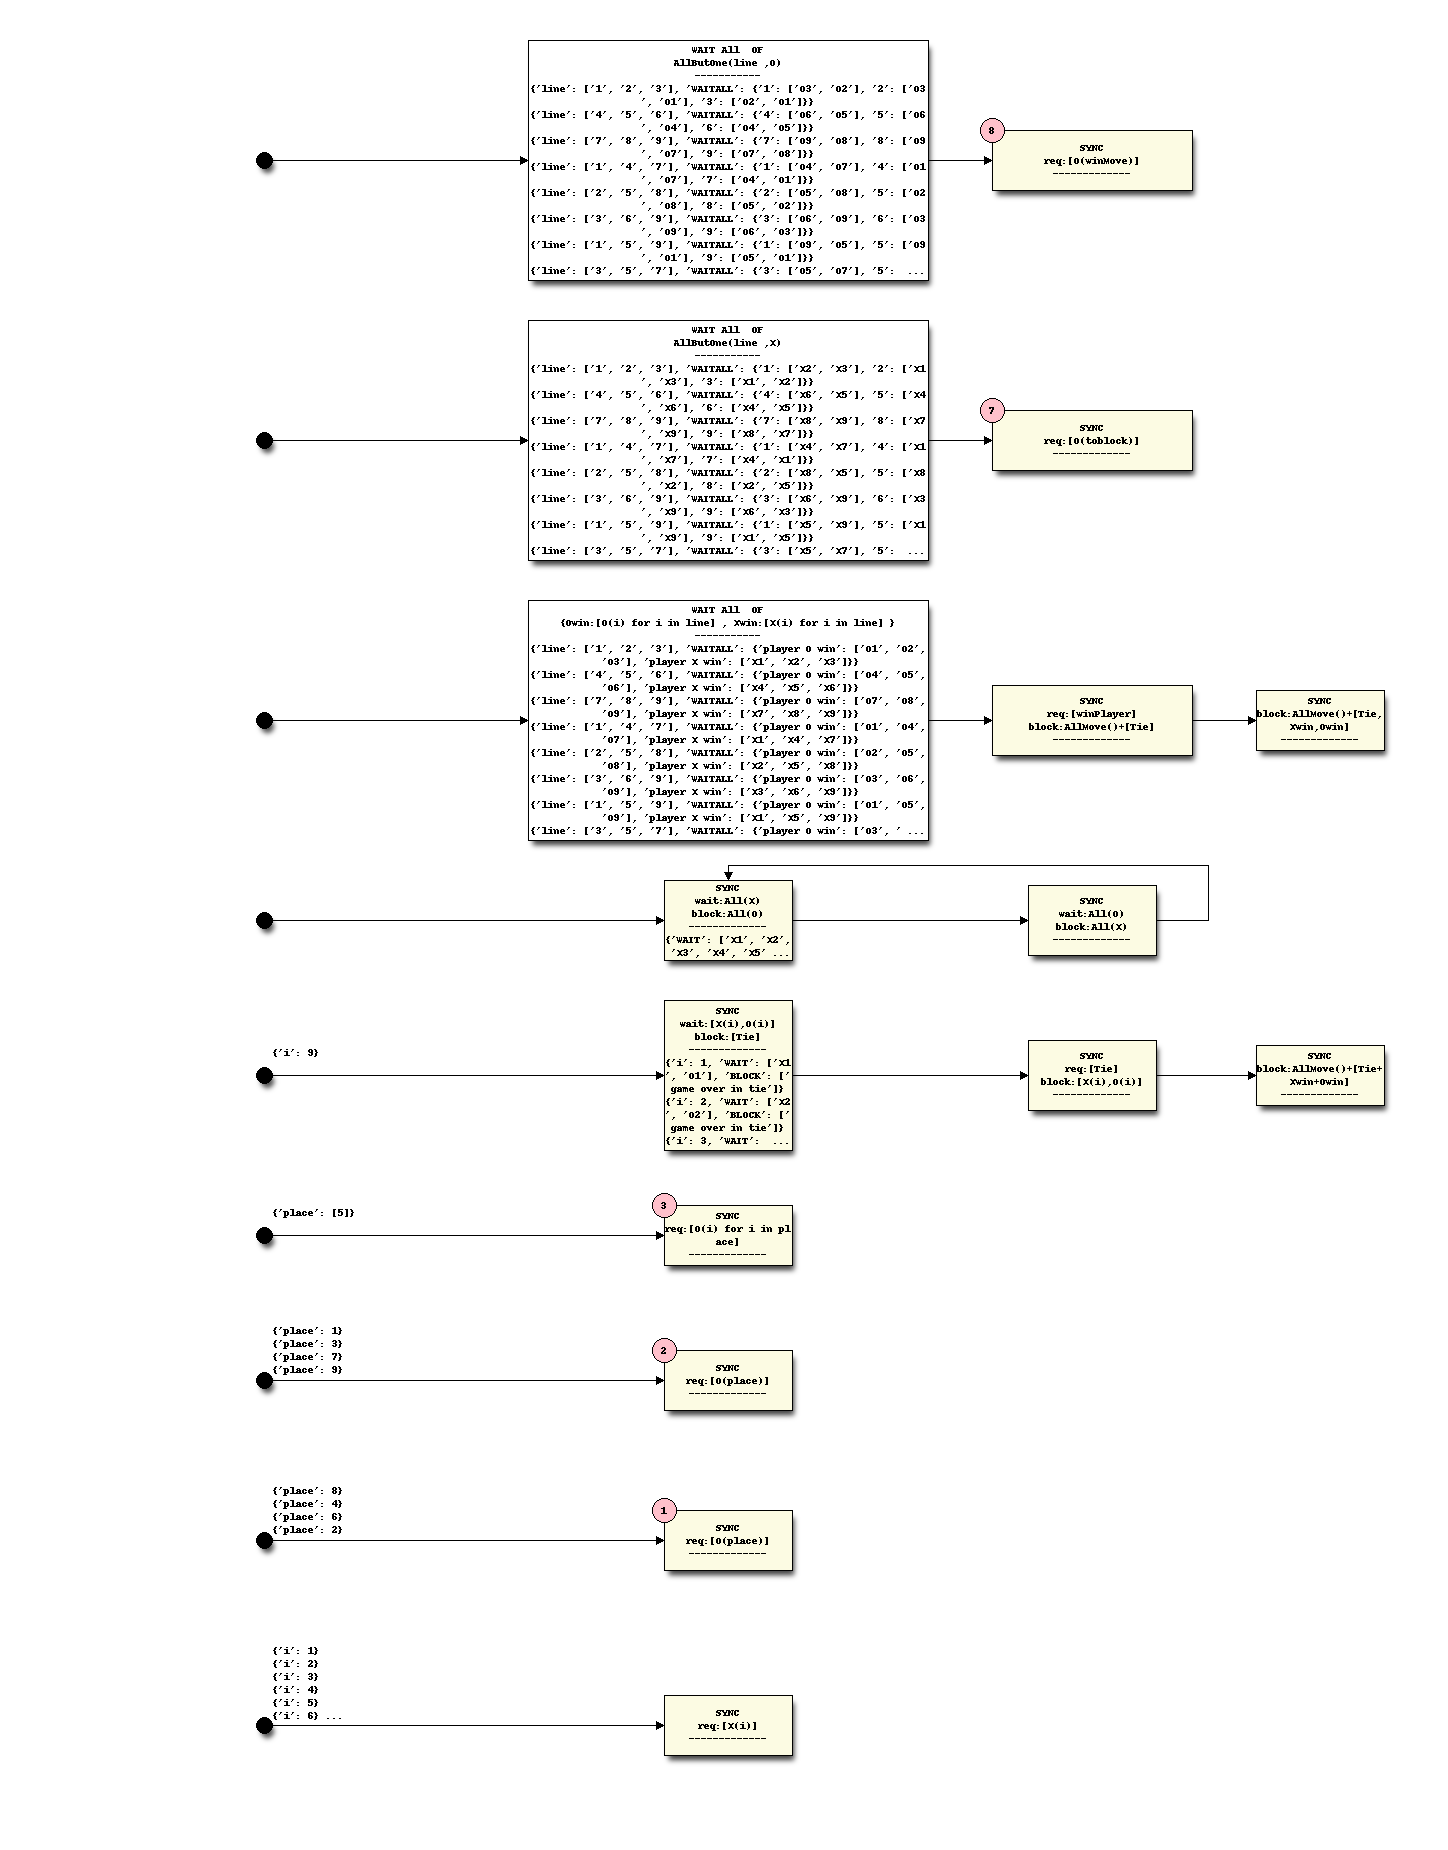 WAIT All  OF
AllButOne(line ,O)
-----------
{'line': ['1', '2', '3'], 'WAITALL': {'1': ['O3', 'O2'], '2': ['O3
', 'O1'], '3': ['O2', 'O1']}}
{'line': ['4', '5', '6'], 'WAITALL': {'4': ['O6', 'O5'], '5': ['O6
', 'O4'], '6': ['O4', 'O5']}}
{'line': ['7', '8', '9'], 'WAITALL': {'7': ['O9', 'O8'], '8': ['O9
', 'O7'], '9': ['O7', 'O8']}}
{'line': ['1', '4', '7'], 'WAITALL': {'1': ['O4', 'O7'], '4': ['O1
', 'O7'], '7': ['O4', 'O1']}}
{'line': ['2', '5', '8'], 'WAITALL': {'2': ['O5', 'O8'], '5': ['O2
', 'O8'], '8': ['O5', 'O2']}}
{'line': ['3', '6', '9'], 'WAITALL': {'3': ['O6', 'O9'], '6': ['O3
', 'O9'], '9': ['O6', 'O3']}}
{'line': ['1', '5', '9'], 'WAITALL': {'1': ['O9', 'O5'], '5': ['O9
', 'O1'], '9': ['O5', 'O1']}}
{'line': ['3', '5', '7'], 'WAITALL': {'3': ['O5', 'O7'], '5':  ...
8
SYNC
req:[O(winMove)]
-------------
WAIT All  OF
AllButOne(line ,X)
-----------
{'line': ['1', '2', '3'], 'WAITALL': {'1': ['X2', 'X3'], '2': ['X1
', 'X3'], '3': ['X1', 'X2']}}
{'line': ['4', '5', '6'], 'WAITALL': {'4': ['X6', 'X5'], '5': ['X4
', 'X6'], '6': ['X4', 'X5']}}
{'line': ['7', '8', '9'], 'WAITALL': {'7': ['X8', 'X9'], '8': ['X7
', 'X9'], '9': ['X8', 'X7']}}
{'line': ['1', '4', '7'], 'WAITALL': {'1': ['X4', 'X7'], '4': ['X1
', 'X7'], '7': ['X4', 'X1']}}
{'line': ['2', '5', '8'], 'WAITALL': {'2': ['X8', 'X5'], '5': ['X8
', 'X2'], '8': ['X2', 'X5']}}
{'line': ['3', '6', '9'], 'WAITALL': {'3': ['X6', 'X9'], '6': ['X3
', 'X9'], '9': ['X6', 'X3']}}
{'line': ['1', '5', '9'], 'WAITALL': {'1': ['X5', 'X9'], '5': ['X1
', 'X9'], '9': ['X1', 'X5']}}
{'line': ['3', '5', '7'], 'WAITALL': {'3': ['X5', 'X7'], '5':  ...
7
SYNC
req:[O(toblock)]
-------------
WAIT All  OF
{Owin:[O(i) for i in line] , Xwin:[X(i) for i in line] }
-----------
{'line': ['1', '2', '3'], 'WAITALL': {'player O win': ['O1', 'O2',
'O3'], 'player X win': ['X1', 'X2', 'X3']}}
{'line': ['4', '5', '6'], 'WAITALL': {'player O win': ['O4', 'O5',
'O6'], 'player X win': ['X4', 'X5', 'X6']}}
{'line': ['7', '8', '9'], 'WAITALL': {'player O win': ['O7', 'O8',
'O9'], 'player X win': ['X7', 'X8', 'X9']}}
{'line': ['1', '4', '7'], 'WAITALL': {'player O win': ['O1', 'O4',
'O7'], 'player X win': ['X1', 'X4', 'X7']}}
{'line': ['2', '5', '8'], 'WAITALL': {'player O win': ['O2', 'O5',
'O8'], 'player X win': ['X2', 'X5', 'X8']}}
{'line': ['3', '6', '9'], 'WAITALL': {'player O win': ['O3', 'O6',
'O9'], 'player X win': ['X3', 'X6', 'X9']}}
{'line': ['1', '5', '9'], 'WAITALL': {'player O win': ['O1', 'O5',
'O9'], 'player X win': ['X1', 'X5', 'X9']}}
{'line': ['3', '5', '7'], 'WAITALL': {'player O win': ['O3', ' ...
SYNC
req:[winPlayer]
block:AllMove()+[Tie]
-------------
SYNC
block:AllMove()+[Tie,
Xwin,Owin]
-------------
SYNC
wait:All(X)
block:All(O)
-------------
{'WAIT': ['X1', 'X2',
'X3', 'X4', 'X5' ...
SYNC
wait:All(O)
block:All(X)
-------------
{'i': 9}
SYNC
wait:[X(i),O(i)]
block:[Tie]
-------------
{'i': 1, 'WAIT': ['X1
', 'O1'], 'BLOCK': ['
game over in tie']}
{'i': 2, 'WAIT': ['X2
', 'O2'], 'BLOCK': ['
game over in tie']}
{'i': 3, 'WAIT':  ...
SYNC
req:[Tie]
block:[X(i),O(i)]
-------------
SYNC
block:AllMove()+[Tie+
Xwin+Owin]
-------------
{'place': [5]}
3
SYNC
req:[O(i) for i in pl
ace]
-------------
{'place': 1}
{'place': 3}
{'place': 7}
{'place': 9}
2
SYNC
req:[O(place)]
-------------
{'place': 8}
{'place': 4}
{'place': 6}
{'place': 2}
1
SYNC
req:[O(place)]
-------------
{'i': 1}
{'i': 2}
{'i': 3}
{'i': 4}
{'i': 5}
{'i': 6} ...
SYNC
req:[X(i)]
-------------